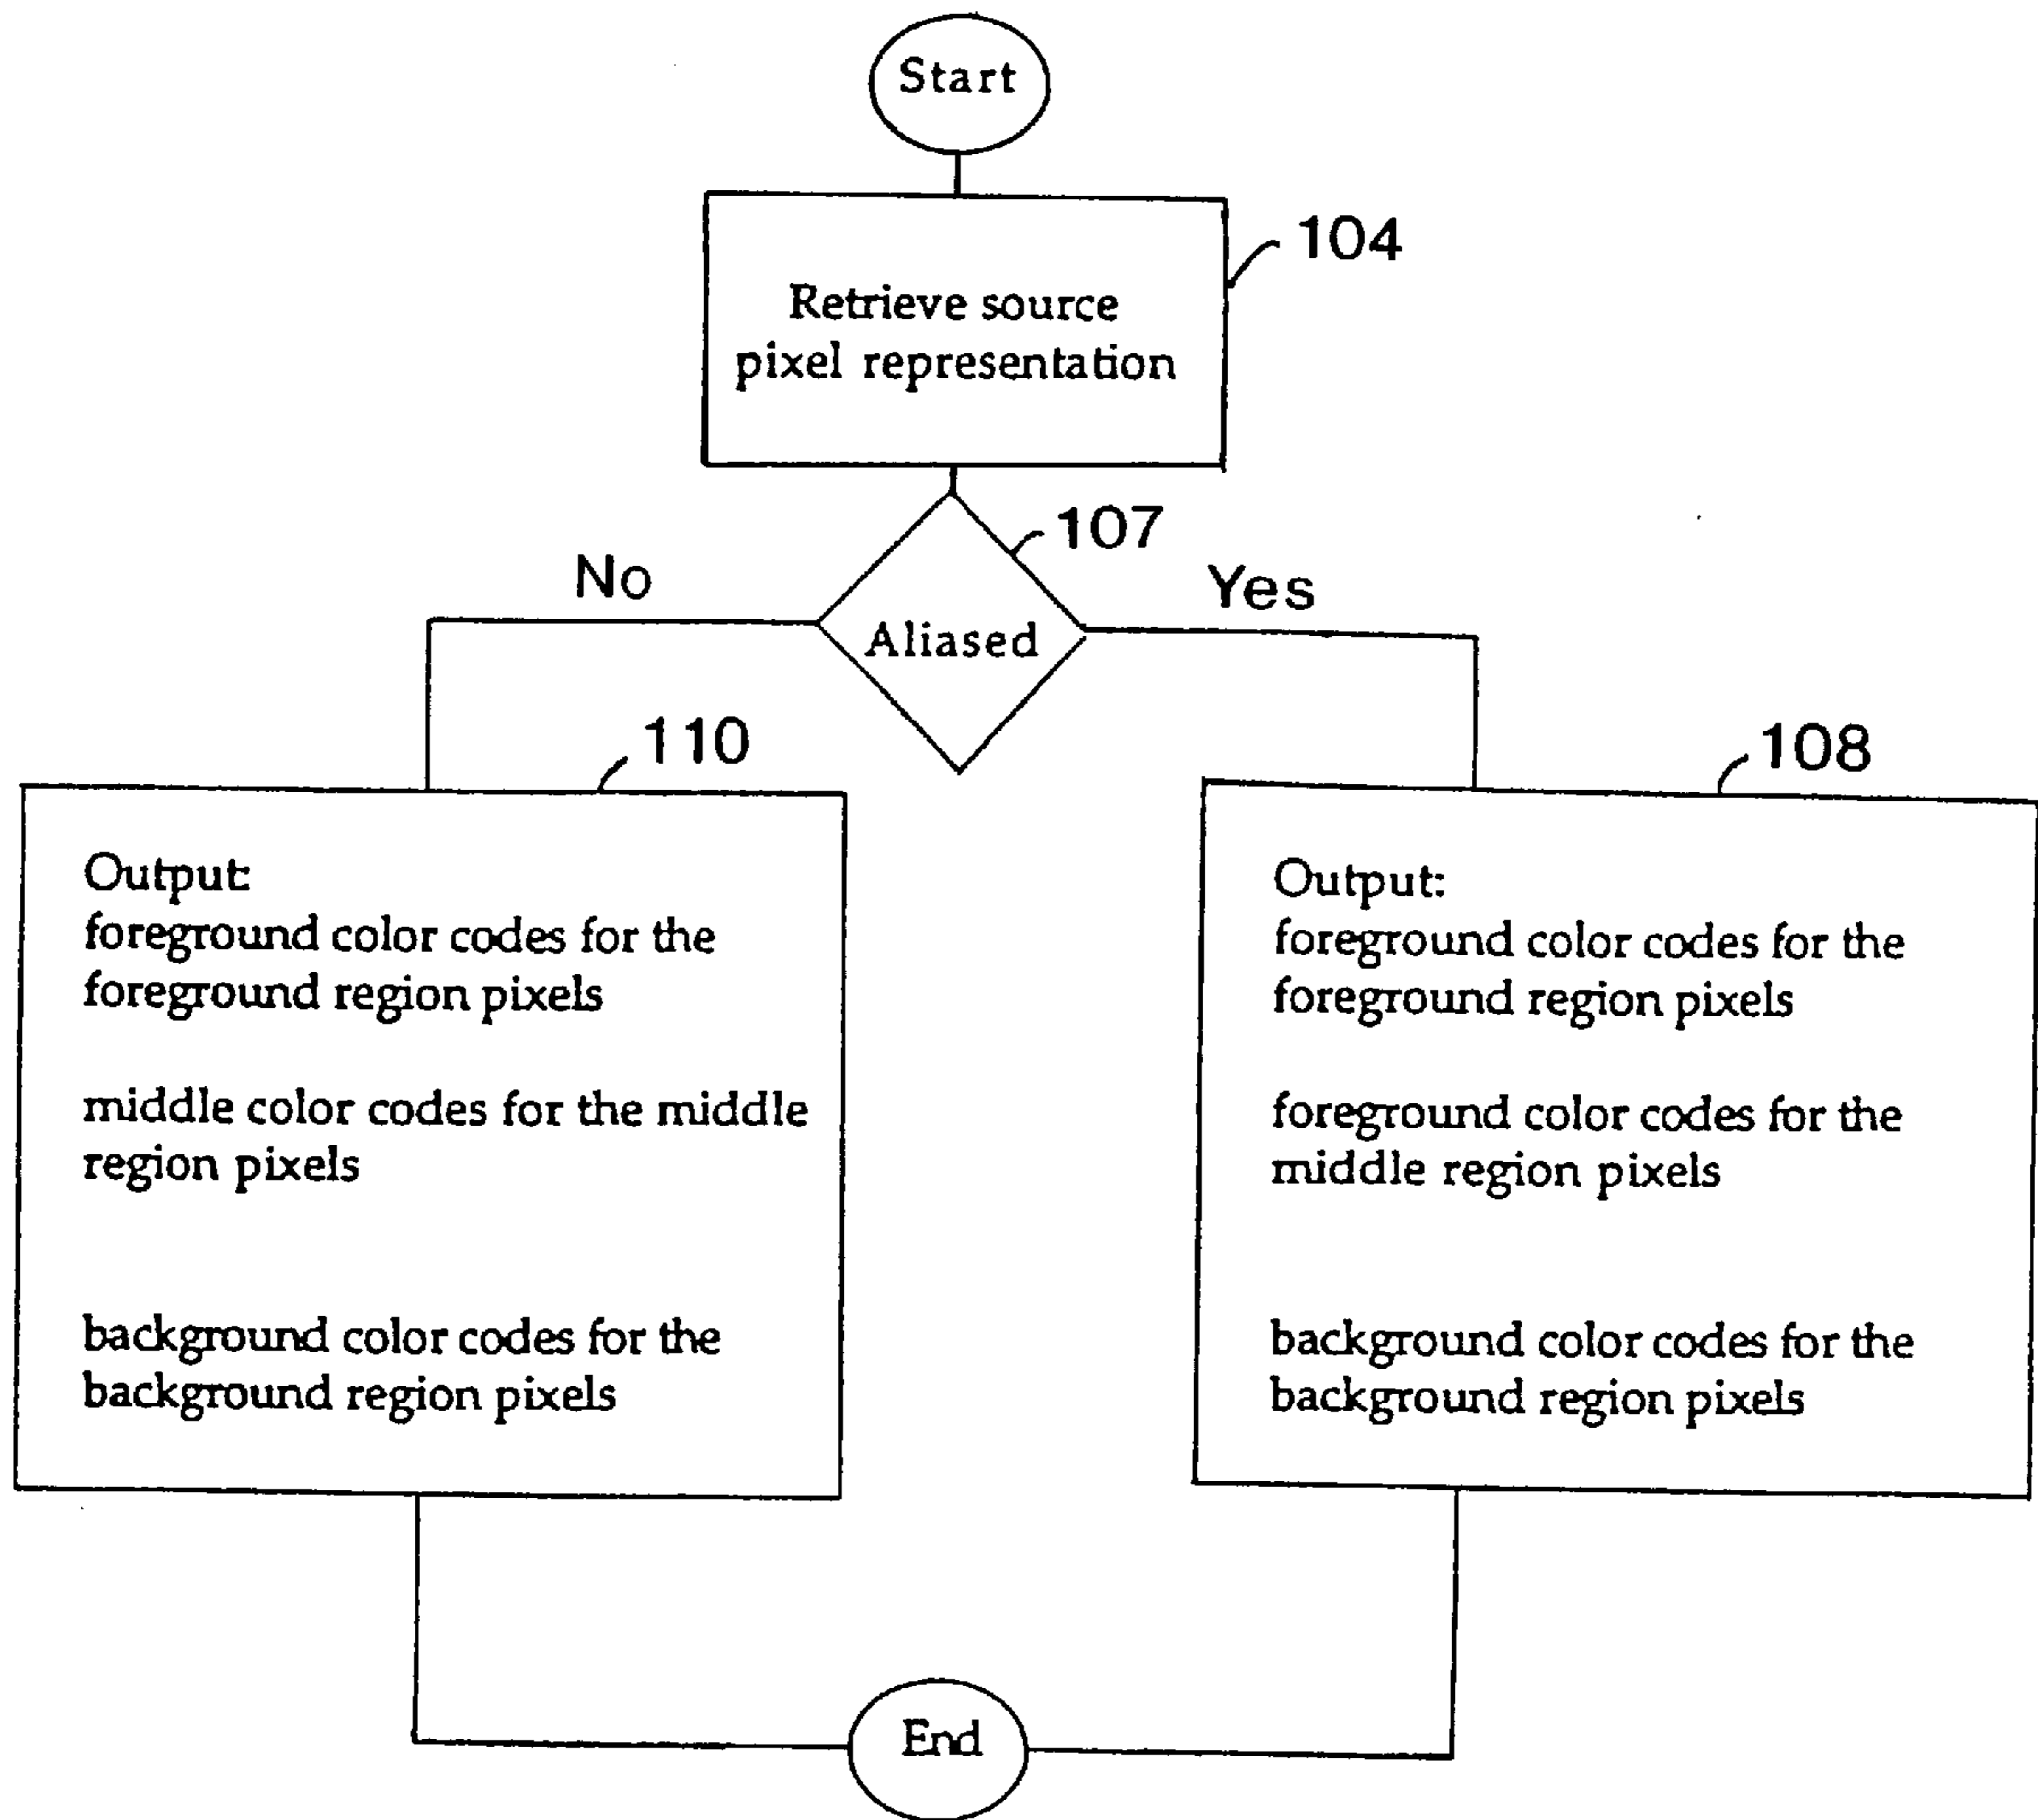 Start
104
Retrieve source
pixel representation
107
No
Yes
Aliased
110
108
Output:
foreground color codes for the
foreground region pixels
middle color codes for the middle
region pixels
background color codes for the
background region pixels
Output:
foreground color codes for the
foreground region pixels
foreground color codes for the
middle region pixels
background color codes for the
background region pixels
End